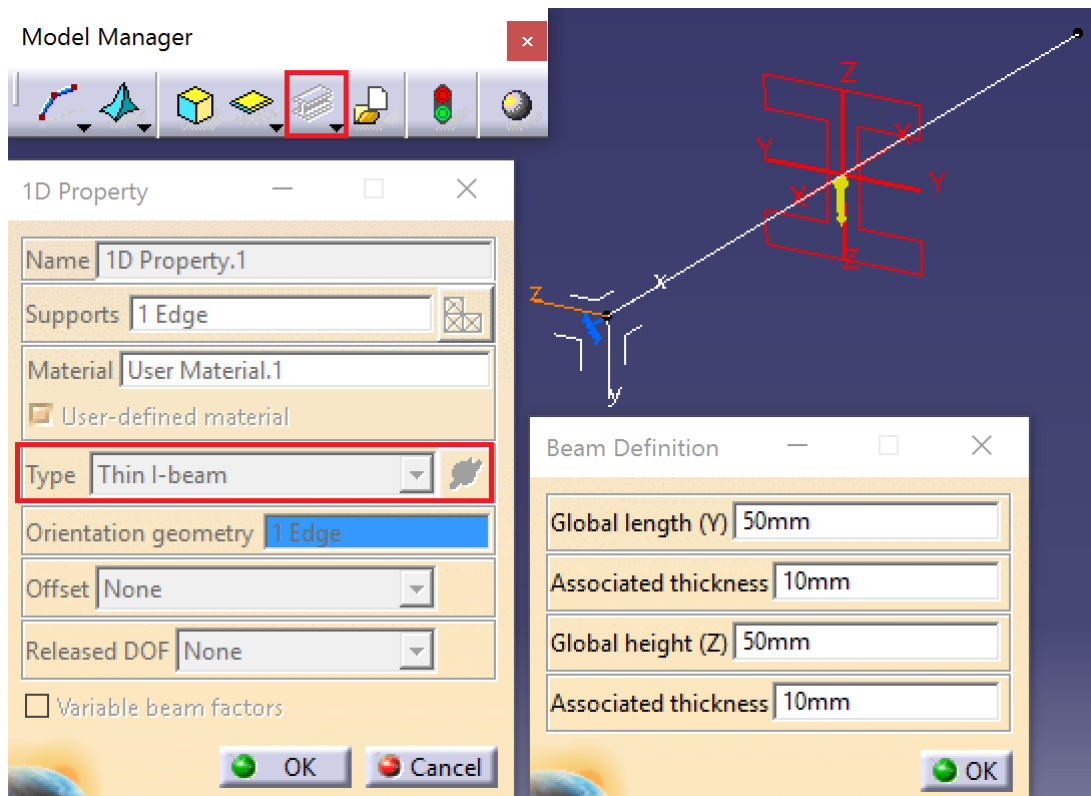 Model Manager
1D Property
Name 1D Property.1
Supports 1 Edge
Material User Material.1
User-defined material
Type Thin I-beam
Orientation geometry 1 Edge
Offset None
Released DOF None
Variable beam factors
OK Cancel
Z
X
Y
Y
X
Z
x
z
y
Beam Definition
Global length (Y) 50mm
Associated thickness 10mm
Global height (Z) 50mm
Associated thickness 10mm
OK